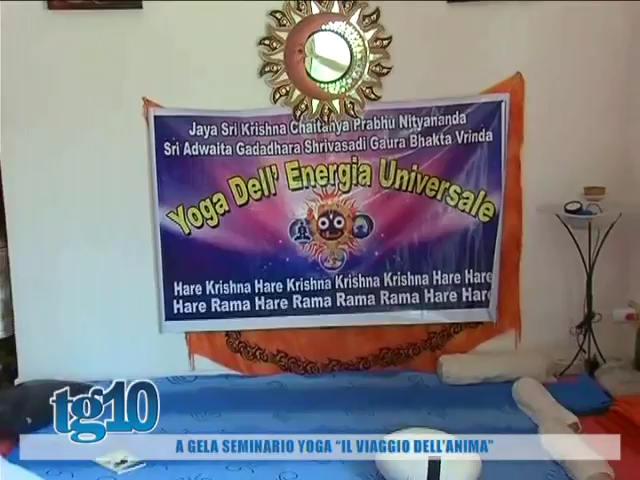 Jaya Sri Krishna Chaitanya Prabhu Nityananda
Sri Adwaita Gadadhara Shrivasadi Gaura Bhakta Vrinda
Yoga Dell' Energia Universale
Hare Krishna Hare Krishna Krishna Krishna Hare Hare
Hare Rama Hare Rama Rama Rama Hare Hare
tg10
A GELA SEMINARIO YOGA "IL VIAGGIO DELL'ANIMA"